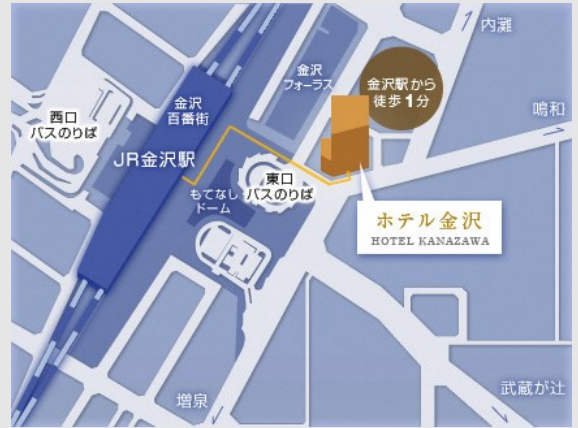 内灘
金沢
フォーラス
金沢駅から
徒歩1分
鳴和
金沢
百番街
西口
バスのりば
JR金沢駅
東口
バスのりば
もてなし
ドーム
ホテル金沢
HOTEL KANAZAWA
増泉
武蔵が辻